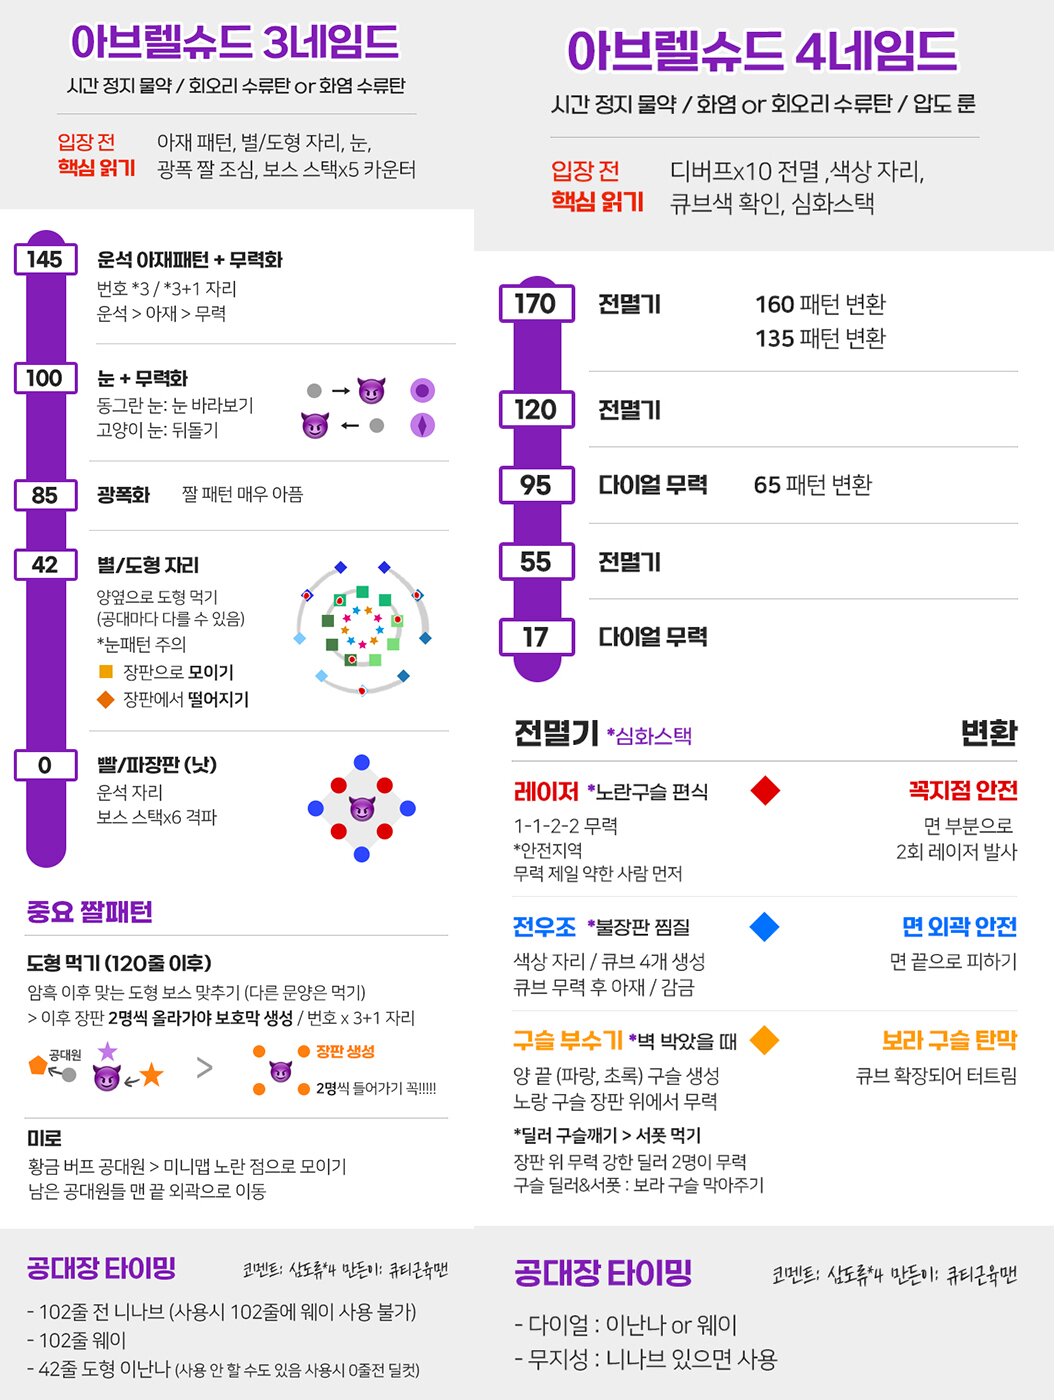 아브렐슈드 3네임드
시간 정지 물약 / 회오리 수류탄 or 화염 수류탄
입장 전
핵심 읽기
아재 패턴, 별/도형 자리, 눈,
광폭 짤 조심, 보스 스택x5 카운터
145
운석 아재패턴 + 무력화
번호 *3 / *3+1 자리
운석 > 아재 > 무력
100
눈 + 무력화
동그란 눈: 눈 바라보기
고양이 눈: 뒤돌기
85
광폭화 짤 패턴 매우 아픔
42
별/도형 자리
양옆으로 도형 먹기
(공대마다 다를 수 있음)
*눈패턴 주의
장판으로 모이기
장판에서 떨어지기
0
빨/파장판 (낫)
운석 자리
보스 스택x6 격파
중요 짤패턴
도형 먹기 (120줄 이후)
암흑 이후 맞는 도형 보스 맞추기 (다른 문양은 먹기)
> 이후 장판 2명씩 올라가야 보호막 생성 / 번호 x 3+1 자리
공대원
>
장판 생성
2명씩 들어가기 꼭!!!!!
미로
황금 버프 공대원 > 미니맵 노란 점으로 모이기
남은 공대원들 맨 끝 외곽으로 이동
공대장 타이밍
코멘트: 삼도류*4 만든이: 큐티근육맨
- 102줄 전 니나브 (사용시 102줄에 웨이 사용 불가)
- 102줄 웨이
- 42줄 도형 이난나 (사용 안 할 수도 있음 사용시 0줄전 딜컷)
아브렐슈드 4네임드
시간 정지 물약 / 화염 or 회오리 수류탄 / 압도 룬
입장 전
핵심 읽기
디버프x10 전멸 ,색상 자리,
큐브색 확인, 심화스택
170
전멸기
160 패턴 변환
135 패턴 변환
120
전멸기
95
다이얼 무력
65 패턴 변환
55
전멸기
17
다이얼 무력
전멸기 *심화스택
변환
레이저 *노란구슬 편식
1-1-2-2 무력
*안전지역
무력 제일 약한 사람 먼저
꼭지점 안전
면 부분으로
2회 레이저 발사
전우조 *불장판 찜질
색상 자리 / 큐브 4개 생성
큐브 무력 후 아재 / 감금
면 외곽 안전
면 끝으로 피하기
구슬 부수기 *벽 박았을 때
양 끝 (파랑, 초록) 구슬 생성
노랑 구슬 장판 위에서 무력
*딜러 구슬깨기 > 서폿 먹기
장판 위 무력 강한 딜러 2명이 무력
구슬 딜러&서폿 : 보라 구슬 막아주기
보라 구슬 탄막
큐브 확장되어 터트림
공대장 타이밍
코멘트: 삼도류*4 만든이: 큐티근육맨
- 다이얼 : 이난나 or 웨이
- 무지성 : 니나브 있으면 사용